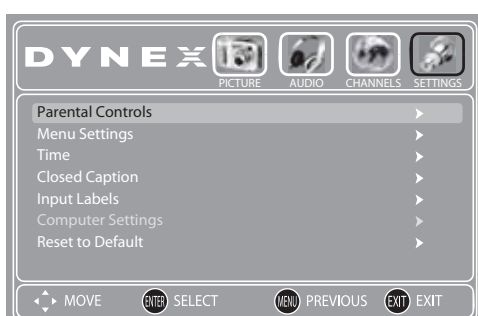 DYNEX
PICTURE AUDIO CHANNELS SETTINGS
Parental Controls
Menu Settings
Time
Closed Caption
Input Labels
Computer Settings
Reset to Default
MOVE ENTER SELECT MENU PREVIOUS EXIT EXIT